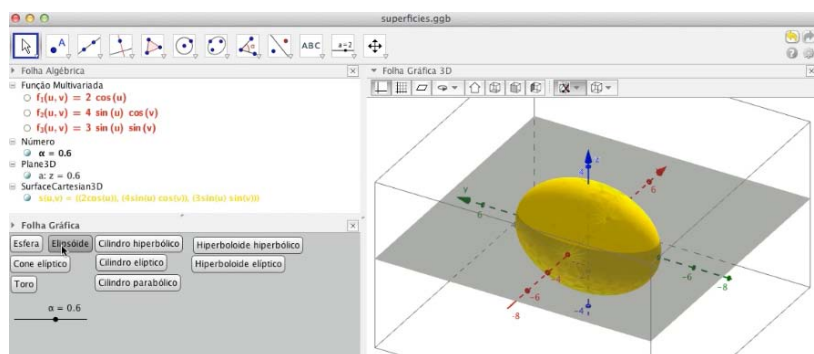 superficies.ggb
A
ABC
a=2
Folha Algébrica
Função Multivariada
f₁(u,v) = 2 cos(u)
f₂(u,v) = 4 sin(u) cos(v)
f₃(u,v) = 3 sin(u) sin(v)
Número
α = 0.6
Plane3D
a: z = 0.6
SurfaceCartesian3D
s(u,v) = ((2cos(u)), (4sin(u) cos(v)), (3sin(u) sin(v)))
Folha Gráfica
Esfera Elipsóide Cilindro hiperbólico Hiperboloide hiperbólico
Cone elíptico Cilindro elíptico Hiperboloide elíptico
Toro Cilindro parabólico
α = 0.6
Folha Gráfica 3D
4
6
y
6
-6
-8
-4
-6
-8